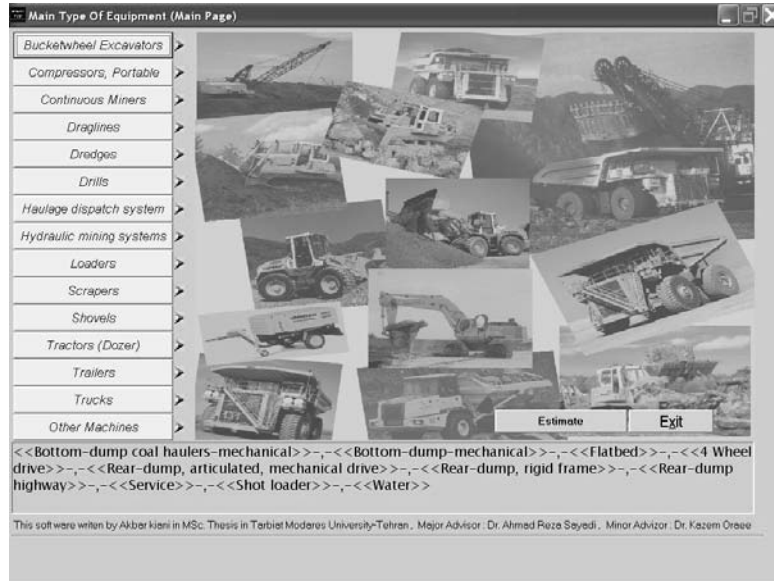 Main Type Of Equipment (Main Page)
Bucketwheel Excavators
Compressors, Portable
Continuous Miners
Draglines
Dredges
Drills
Haulage dispatch system
Hydraulic mining systems
Loaders
Scrapers
Shovels
Tractors (Dozer)
Trailers
Trucks
Other Machines
Estimate
Exit
<<Bottom-dump coal haulers-mechanical>>-,-<<Bottom-dump-mechanical>>-,-<<Flatbed>>-,-<<4 Wheel
drive>>-,-<<Rear-dump, articulated, mechanical drive>>-,-<<Rear-dump, rigid frame>>-,-<<Rear-dump
highway>>-,-<<Service>>-,-<<Shot loader>>-,-<<Water>>
This software writen by Akbar kiani in MSc. Thesis in Tarbiat Modares University-Tehran , Major Advisor : Dr. Ahmad Reza Sayadi , Minor Advizor : Dr. Kazem Oraee